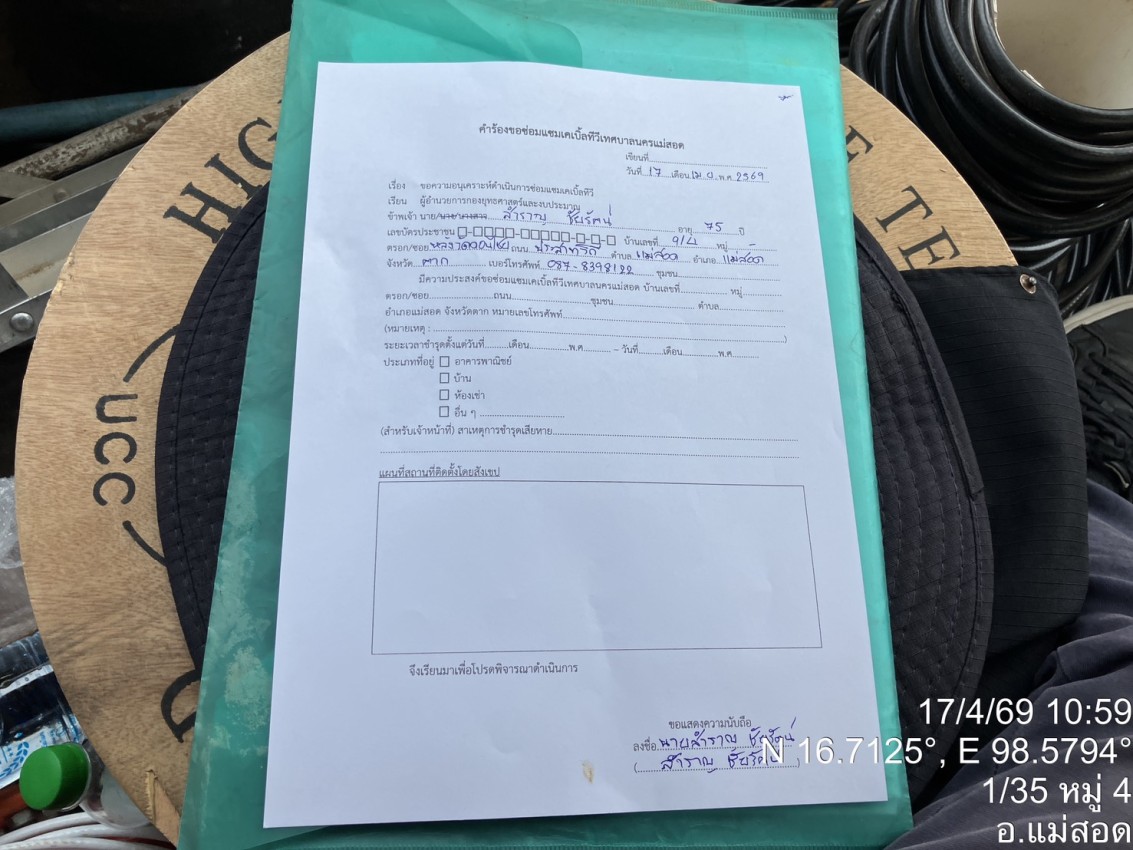 คำร้องขอซ่อมแซมเคเบิ้ลทีวีเทศบาลนครแม่สอด
เขียนที่
วันที่ 17 เดือน เม.ย. พ.ศ. 2569
เรื่อง ขอความอนุเคราะห์ดำเนินการซ่อมแซมเคเบิ้ลทีวี
เรียน ผู้อำนวยการกองยุทธศาสตร์และงบประมาณ
ข้าพเจ้า นาย/นาง/นางสาว สำราญ ชัยรัตน์ อายุ 75 ปี
เลขบัตรประชาชน บ้านเลขที่ 9/4 หมู่
ตรอก/ซอย ถนน ประสาทวิถี ตำบล แม่สอด อำเภอ แม่สอด
จังหวัด ตาก เบอร์โทรศัพท์ 087-8398122 ชุมชน
มีความประสงค์ขอซ่อมแซมเคเบิ้ลทีวีเทศบาลนครแม่สอด บ้านเลขที่ หมู่
ตรอก/ซอย ถนน ชุมชน ตำบล
อำเภอแม่สอด จังหวัดตาก หมายเลขโทรศัพท์
(หมายเหตุ : )
ระยะเวลาชำรุดตั้งแต่วันที่ เดือน พ.ศ. – วันที่ เดือน พ.ศ.
ประเภทที่อยู่ อาคารพาณิชย์
บ้าน
ห้องเช่า
อื่น ๆ
(สำหรับเจ้าหน้าที่) สาเหตุการชำรุดเสียหาย
แผนที่สถานที่ติดตั้งโดยสังเขป
จึงเรียนมาเพื่อโปรดพิจารณาดำเนินการ
ขอแสดงความนับถือ
ลงชื่อ นายสำราญ ชัยรัตน์
(สำราญ ชัยรัตน์)
UCC
17/4/69 10:59
N 16.7125°, E 98.5794°
1/35 หมู่ 4
อ.แม่สอด